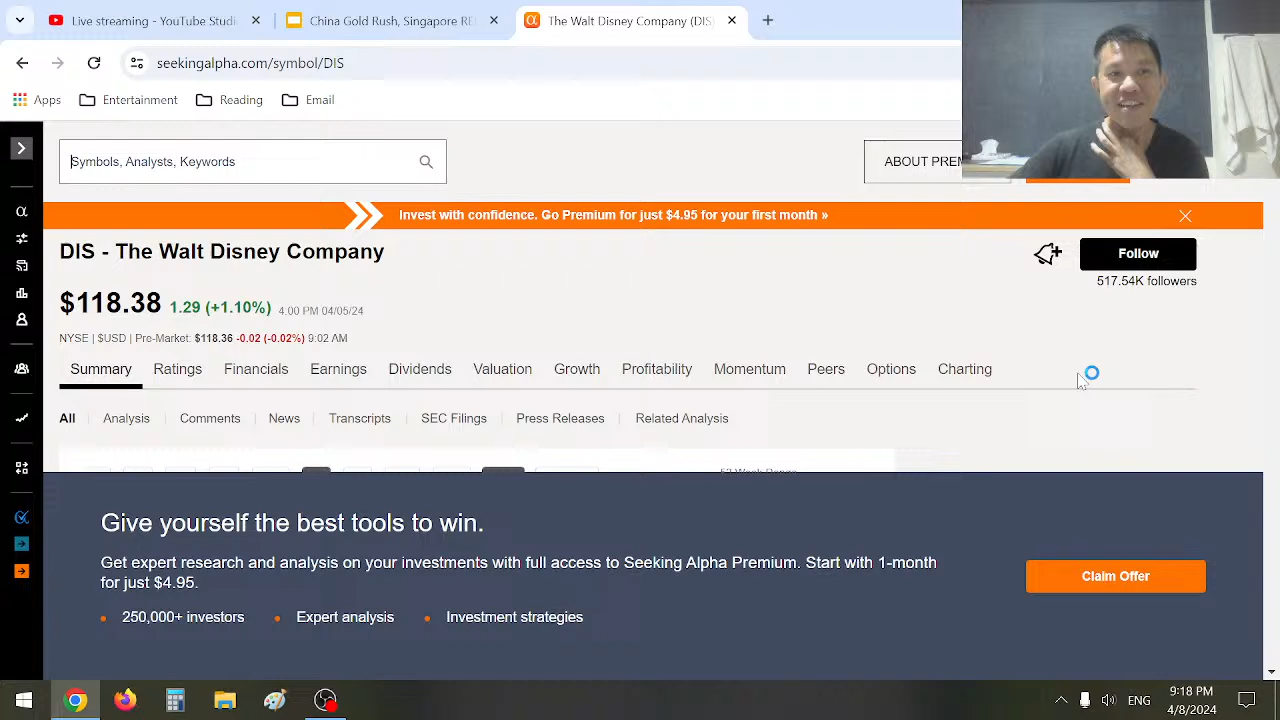 Live streaming - YouTube Studi
China Gold Rush, Singapore RE
The Walt Disney Company (DIS)
seekingalpha.com/symbol/DIS
Apps
Entertainment
Reading
Email
Symbols, Analysts, Keywords
ABOUT PREM
Invest with confidence. Go Premium for just $4.95 for your first month »
DIS - The Walt Disney Company
Follow
517.54K followers
$118.38 1.29 (+1.10%) 4:00 PM 04/05/24
NYSE | $USD | Pre-Market: $118.36 -0.02 (-0.02%) 9:02 AM
Summary Ratings Financials Earnings Dividends Valuation Growth Profitability Momentum Peers Options Charting
All Analysis Comments News Transcripts SEC Filings Press Releases Related Analysis
52 Week Range
Give yourself the best tools to win.
Get expert research and analysis on your investments with full access to Seeking Alpha Premium. Start with 1-month
for just $4.95.
Claim Offer
250,000+ investors
Expert analysis
Investment strategies
ENG
9:18 PM
4/8/2024